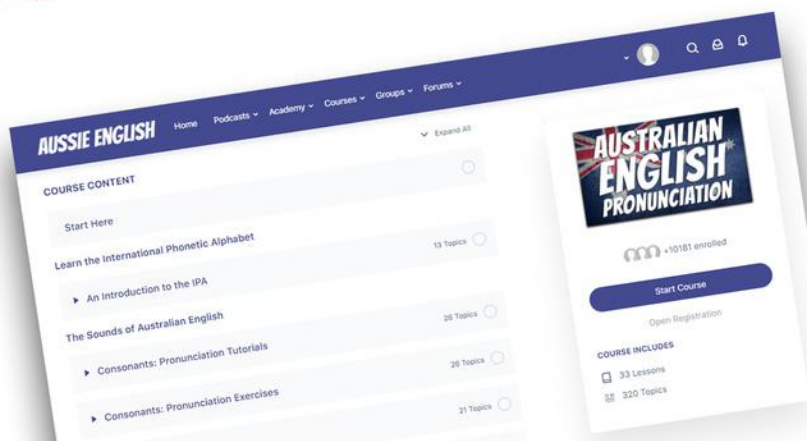 AUSSIE ENGLISH
Home
Podcasts
Academy
Courses
Groups
Forums
COURSE CONTENT
Expand All
Start Here
Learn the International Phonetic Alphabet
An Introduction to the IPA
13 Topics
The Sounds of Australian English
Consonants: Pronunciation Tutorials
26 Topics
Consonants: Pronunciation Exercises
26 Topics
21 Topics
AUSTRALIAN
ENGLISH
PRONUNCIATION
+10181 enrolled
Start Course
Open Registration
COURSE INCLUDES
33 Lessons
320 Topics